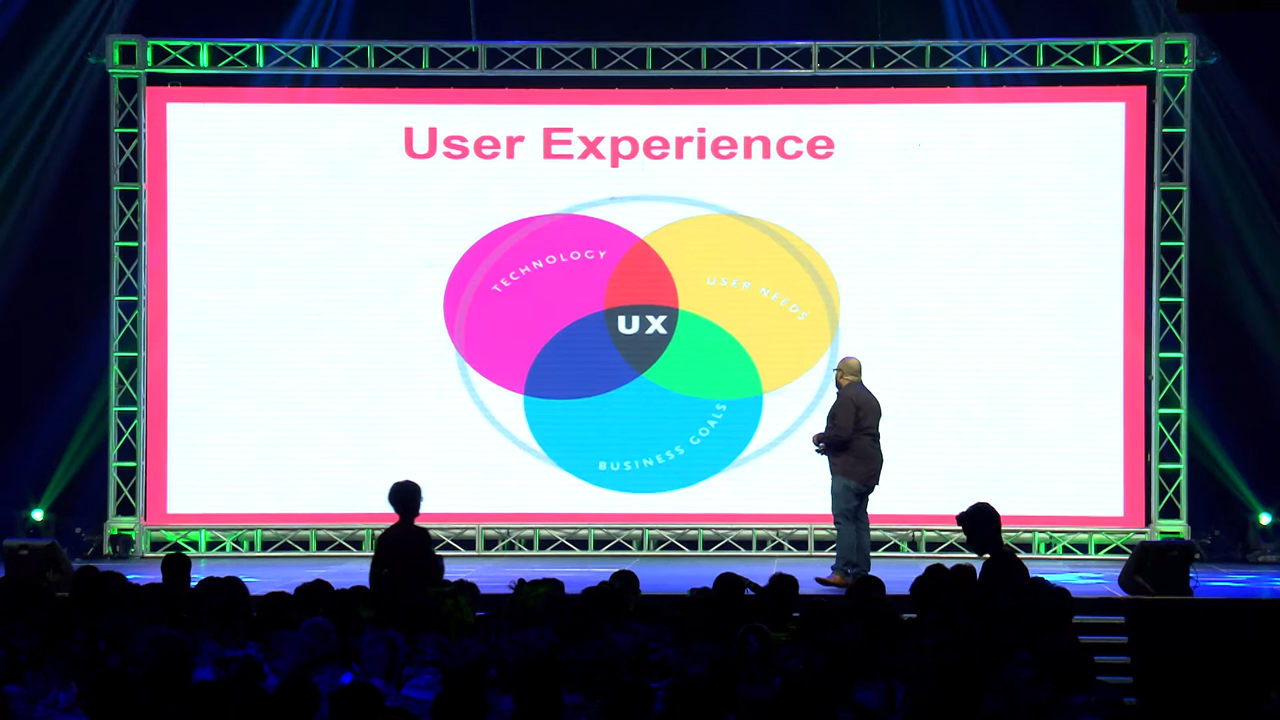 User Experience
TECHNOLOGY
USER NEEDS
UX
BUSINESS GOALS